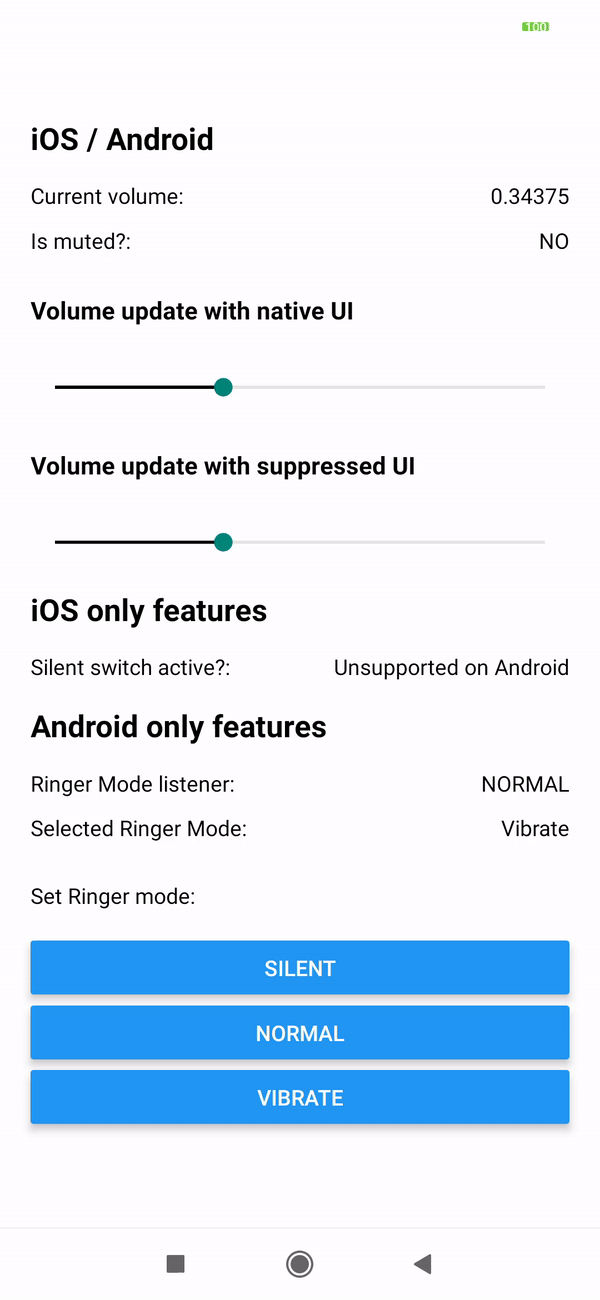 100
iOS / Android
Current volume: 0.34375
Is muted?: NO
Volume update with native UI
Volume update with suppressed UI
iOS only features
Silent switch active?: Unsupported on Android
Android only features
Ringer Mode listener: NORMAL
Selected Ringer Mode: Vibrate
Set Ringer mode:
SILENT
NORMAL
VIBRATE